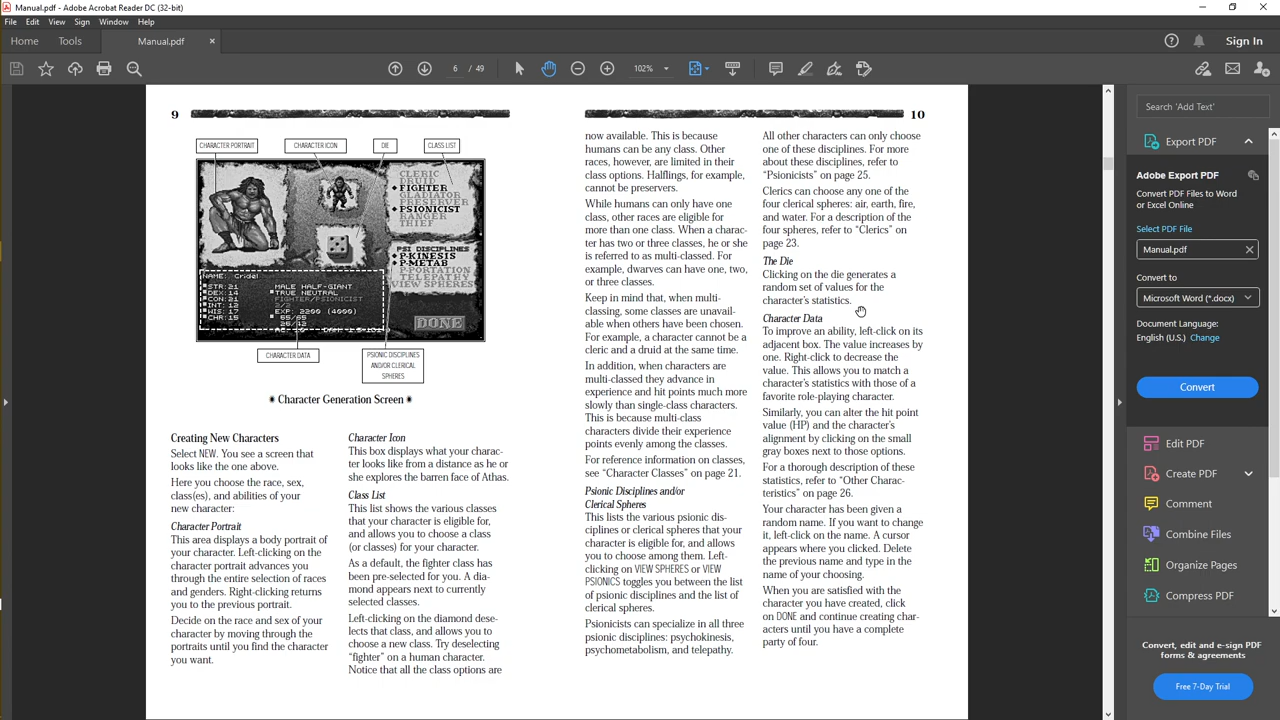 Manual.pdf - Adobe Acrobat Reader DC (32-bit)
File Edit View Sign Window Help
Home Tools Manual.pdf × Sign In
6 / 49 102%
9
CHARACTER PORTRAIT CHARACTER ICON DIE CLASS LIST
CLERIC
DRUID
FIGHTER
GLADIATOR
PRESERVER
PSIONICIST
RANGER
THIEF
PSI DISCIPLINES
P-KINESIS
P-METAB
P-PORTATION
TELEPATHY
VIEW SPHERES
NAME: Cridel
STR:21 MALE HALF-GIANT
DEX:14 TRUE NEUTRAL
CON:21 FIGHTER/PSIONICIST
INT:12 2/2
WIS:17 EXP: 2200 (4000)
CHR:15 55/55
26/42
DONE
CHARACTER DATA
PSIONIC DISCIPLINES
AND/OR CLERICAL
SPHERES
Character Generation Screen
Creating New Characters
Select NEW. You see a screen that
looks like the one above.
Here you choose the race, sex,
class(es), and abilities of your
new character:
Character Portrait
This area displays a body portrait of
your character. Left-clicking on the
character portrait advances you
through the entire selection of races
and genders. Right-clicking returns
you to the previous portrait.
Decide on the race and sex of your
character by moving through the
portraits until you find the character
you want.
Character Icon
This box displays what your charac-
ter looks like from a distance as he or
she explores the barren face of Athas.
Class List
This list shows the various classes
that your character is eligible for,
and allows you to choose a class
(or classes) for your character.
As a default, the fighter class has
been pre-selected for you. A dia-
mond appears next to currently
selected classes.
Left-clicking on the diamond dese-
lects that class, and allows you to
choose a new class. Try deselecting
“fighter” on a human character.
Notice that all the class options are
10
now available. This is because
humans can be any class. Other
races, however, are limited in their
class options. Halflings, for example,
cannot be preservers.
While humans can only have one
class, other races are eligible for
more than one class. When a charac-
ter has two or three classes, he or she
is referred to as multi-classed. For
example, dwarves can have one, two,
or three classes.
Keep in mind that, when multi-
classing, some classes are unavail-
able when others have been chosen.
For example, a character cannot be a
cleric and a druid at the same time.
In addition, when characters are
multi-classed they advance in
experience and hit points much more
slowly than single-class characters.
This is because multi-class
characters divide their experience
points evenly among the classes.
For reference information on classes,
see “Character Classes” on page 21.
Psionic Disciplines and/or
Clerical Spheres
This lists the various psionic dis-
ciplines or clerical spheres that your
character is eligible for, and allows
you to choose among them. Left-
clicking on VIEW SPHERES or VIEW
PSIONICS toggles you between the list
of psionic disciplines and the list of
clerical spheres.
Psionicists can specialize in all three
psionic disciplines: psychokinesis,
psychometabolism, and telepathy.
All other characters can only choose
one of these disciplines. For more
about these disciplines, refer to
“Psionicists” on page 25.
Clerics can choose any one of the
four clerical spheres: air, earth, fire,
and water. For a description of the
four spheres, refer to “Clerics” on
page 23.
The Die
Clicking on the die generates a
random set of values for the
character’s statistics.
Character Data
To improve an ability, left-click on its
adjacent box. The value increases by
one. Right-click to decrease the
value. This allows you to match a
character’s statistics with those of a
favorite role-playing character.
Similarly, you can alter the hit point
value (HP) and the character’s
alignment by clicking on the small
gray boxes next to those options.
For a thorough description of these
statistics, refer to “Other Charac-
teristics” on page 26.
Your character has been given a
random name. If you want to change
it, left-click on the name. A cursor
appears where you clicked. Delete
the previous name and type in the
name of your choosing.
When you are satisfied with the
character you have created, click
on DONE and continue creating char-
acters until you have a complete
party of four.
Search 'Add Text'
Export PDF
Adobe Export PDF
Convert PDF Files to Word
or Excel Online
Select PDF File
Manual.pdf
Convert to
Microsoft Word (*.docx)
Document Language:
English (U.S.) Change
Convert
Edit PDF
Create PDF
Comment
Combine Files
Organize Pages
Compress PDF
Convert, edit and e-sign PDF
forms & agreements
Free 7-Day Trial